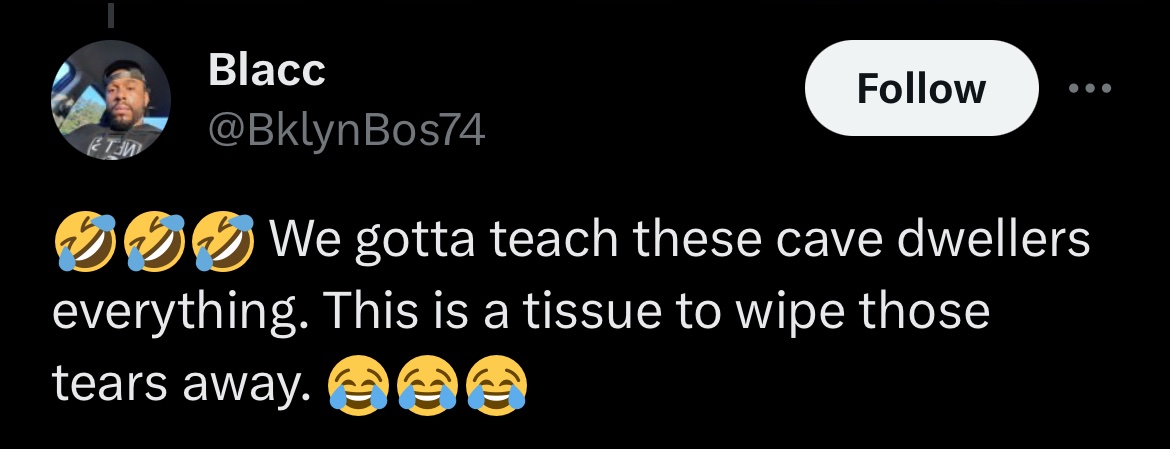 Blacc
@BklynBos74
Follow
🤣🤣🤣 We gotta teach these cave dwellers
everything. This is a tissue to wipe those
tears away. 😂😂😂